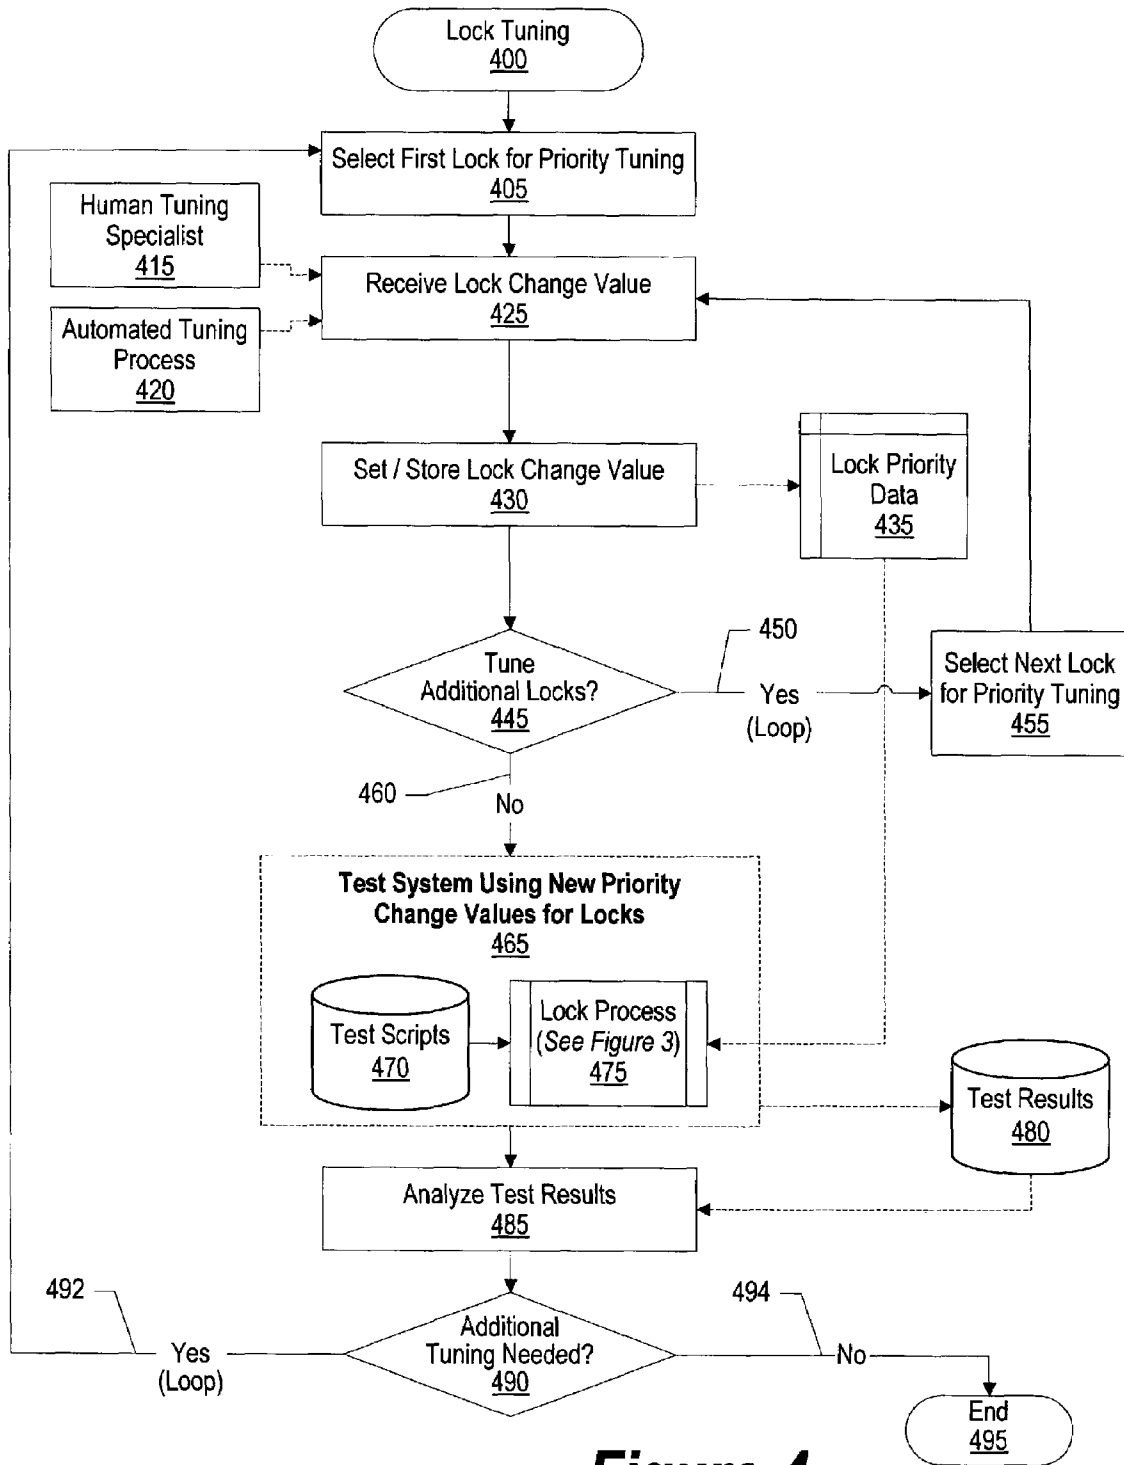 Lock Tuning
400
Select First Lock for Priority Tuning
405
Human Tuning
Specialist
415
Receive Lock Change Value
425
Automated Tuning
Process
420
Set / Store Lock Change Value
430
Lock Priority
Data
435
Tune
Additional Locks?
445
450
Yes
(Loop)
Select Next Lock
for Priority Tuning
455
460
No
Test System Using New Priority
Change Values for Locks
465
Test Scripts
470
Lock Process
(See Figure 3)
475
Test Results
480
Analyze Test Results
485
492
Yes
(Loop)
Additional
Tuning Needed?
490
494
No
End
495
Figure 4